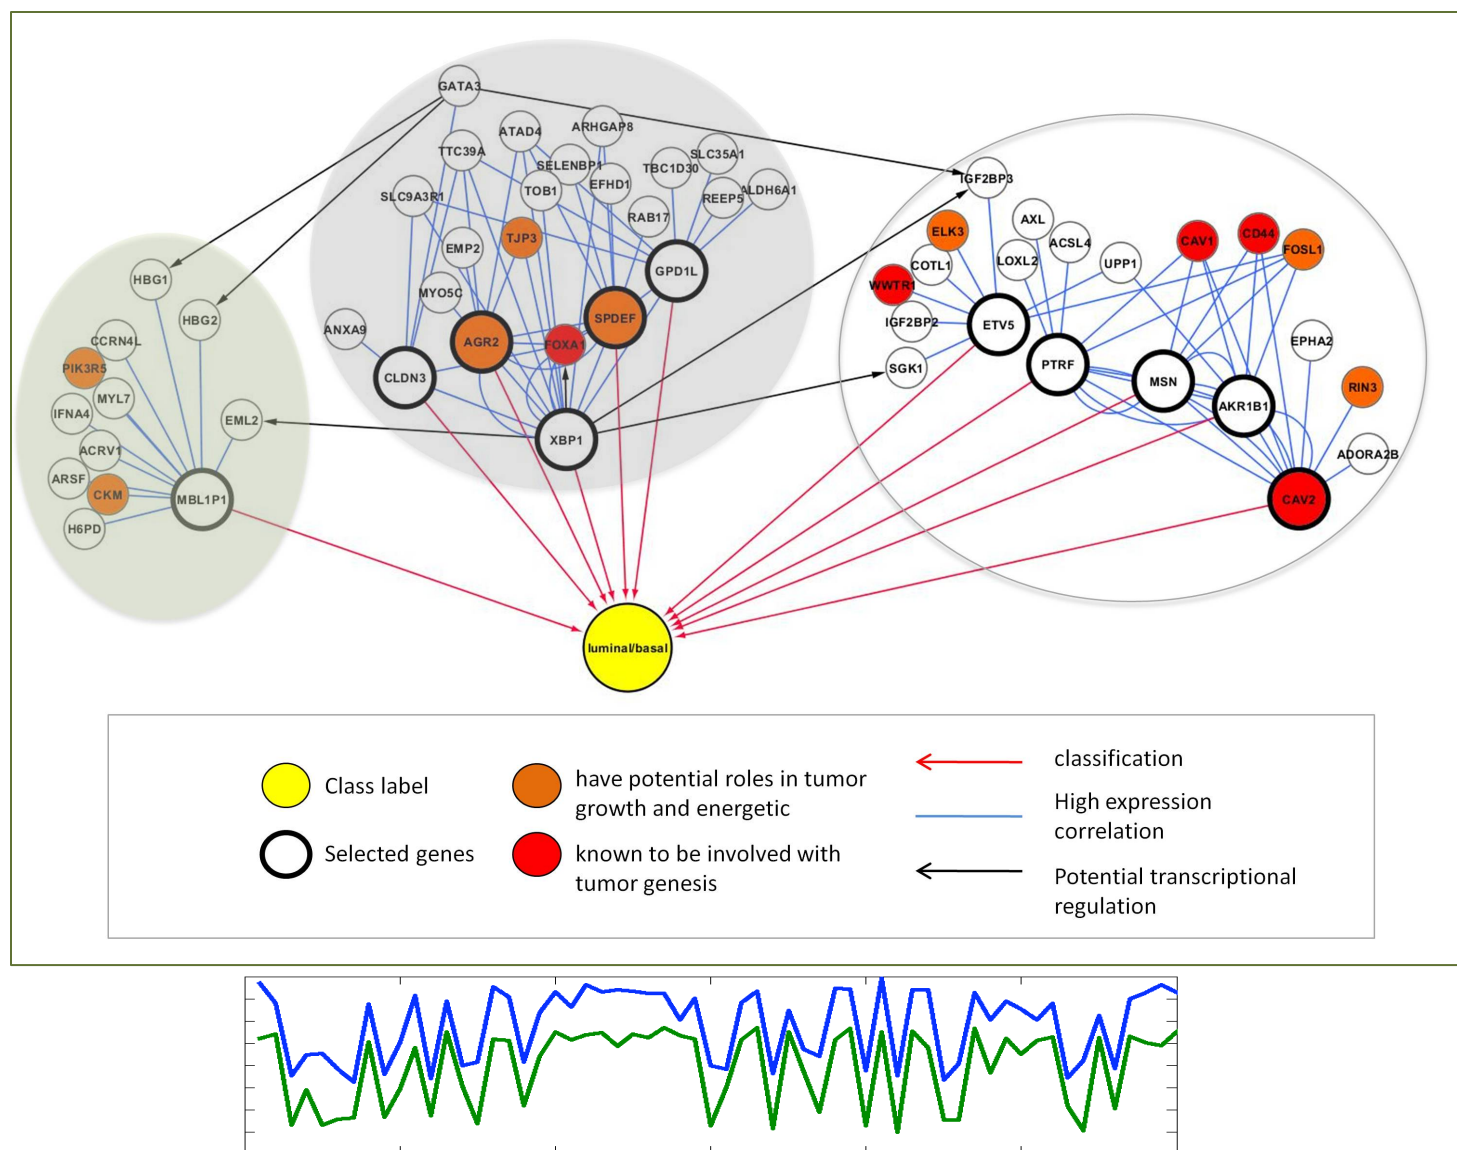 GATA3
ATAD4
ARHGAP8
TTC39A
SELENBP1
TBC1D30
SLC35A1
SLC9A3R1
TOB1
EFHD1
REEP5
ALDH6A1
RAB17
EMP2
TJP3
GPD1L
MYO5C
ANXA9
AGR2
SPDEF
FOXA1
CLDN3
XBP1
HBG1
HBG2
CCRN4L
PIK3R5
MYL7
IFNA4
EML2
ACRV1
ARSF
CKM
MBL1P1
H6PD
IGF2BP3
ELK3
AXL
ACSL4
CAV1
CD44
FOSL1
COTL1
LOXL2
UPP1
WWTR1
IGF2BP2
ETV5
SGK1
PTRF
MSN
AKR1B1
EPHA2
RIN3
ADORA2B
CAV2
luminal/basal
Class label
Selected genes
have potential roles in tumor
growth and energetic
known to be involved with
tumor genesis
classification
High expression
correlation
Potential transcriptional
regulation